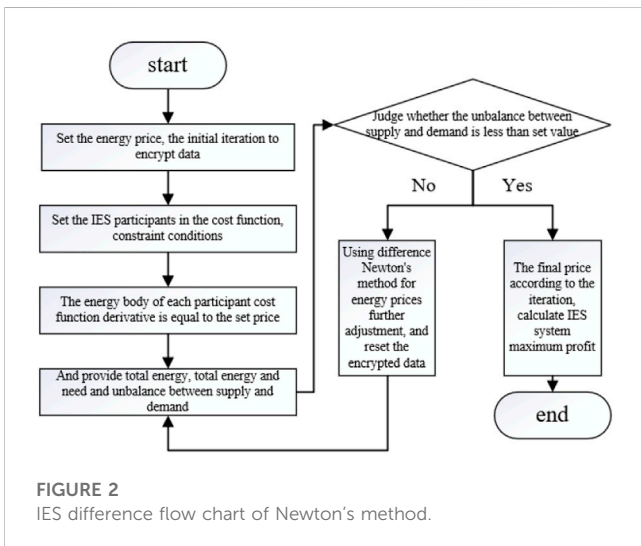 start
Set the energy price, the initial iteration to
encrypt data
Set the IES participants in the cost function,
constraint conditions
The energy body of each participant cost
function derivative is equal to the set price
And provide total energy, total energy and
need and unbalance between supply and
demand
Judge whether the unbalance between
supply and demand is less than set value
No
Yes
Using difference
Newton's
method for
energy prices
further
adjustment, and
reset the
encrypted data
The final price
according to the
iteration,
calculate IES
system
maximum profit
end
FIGURE 2
IES difference flow chart of Newton's method.